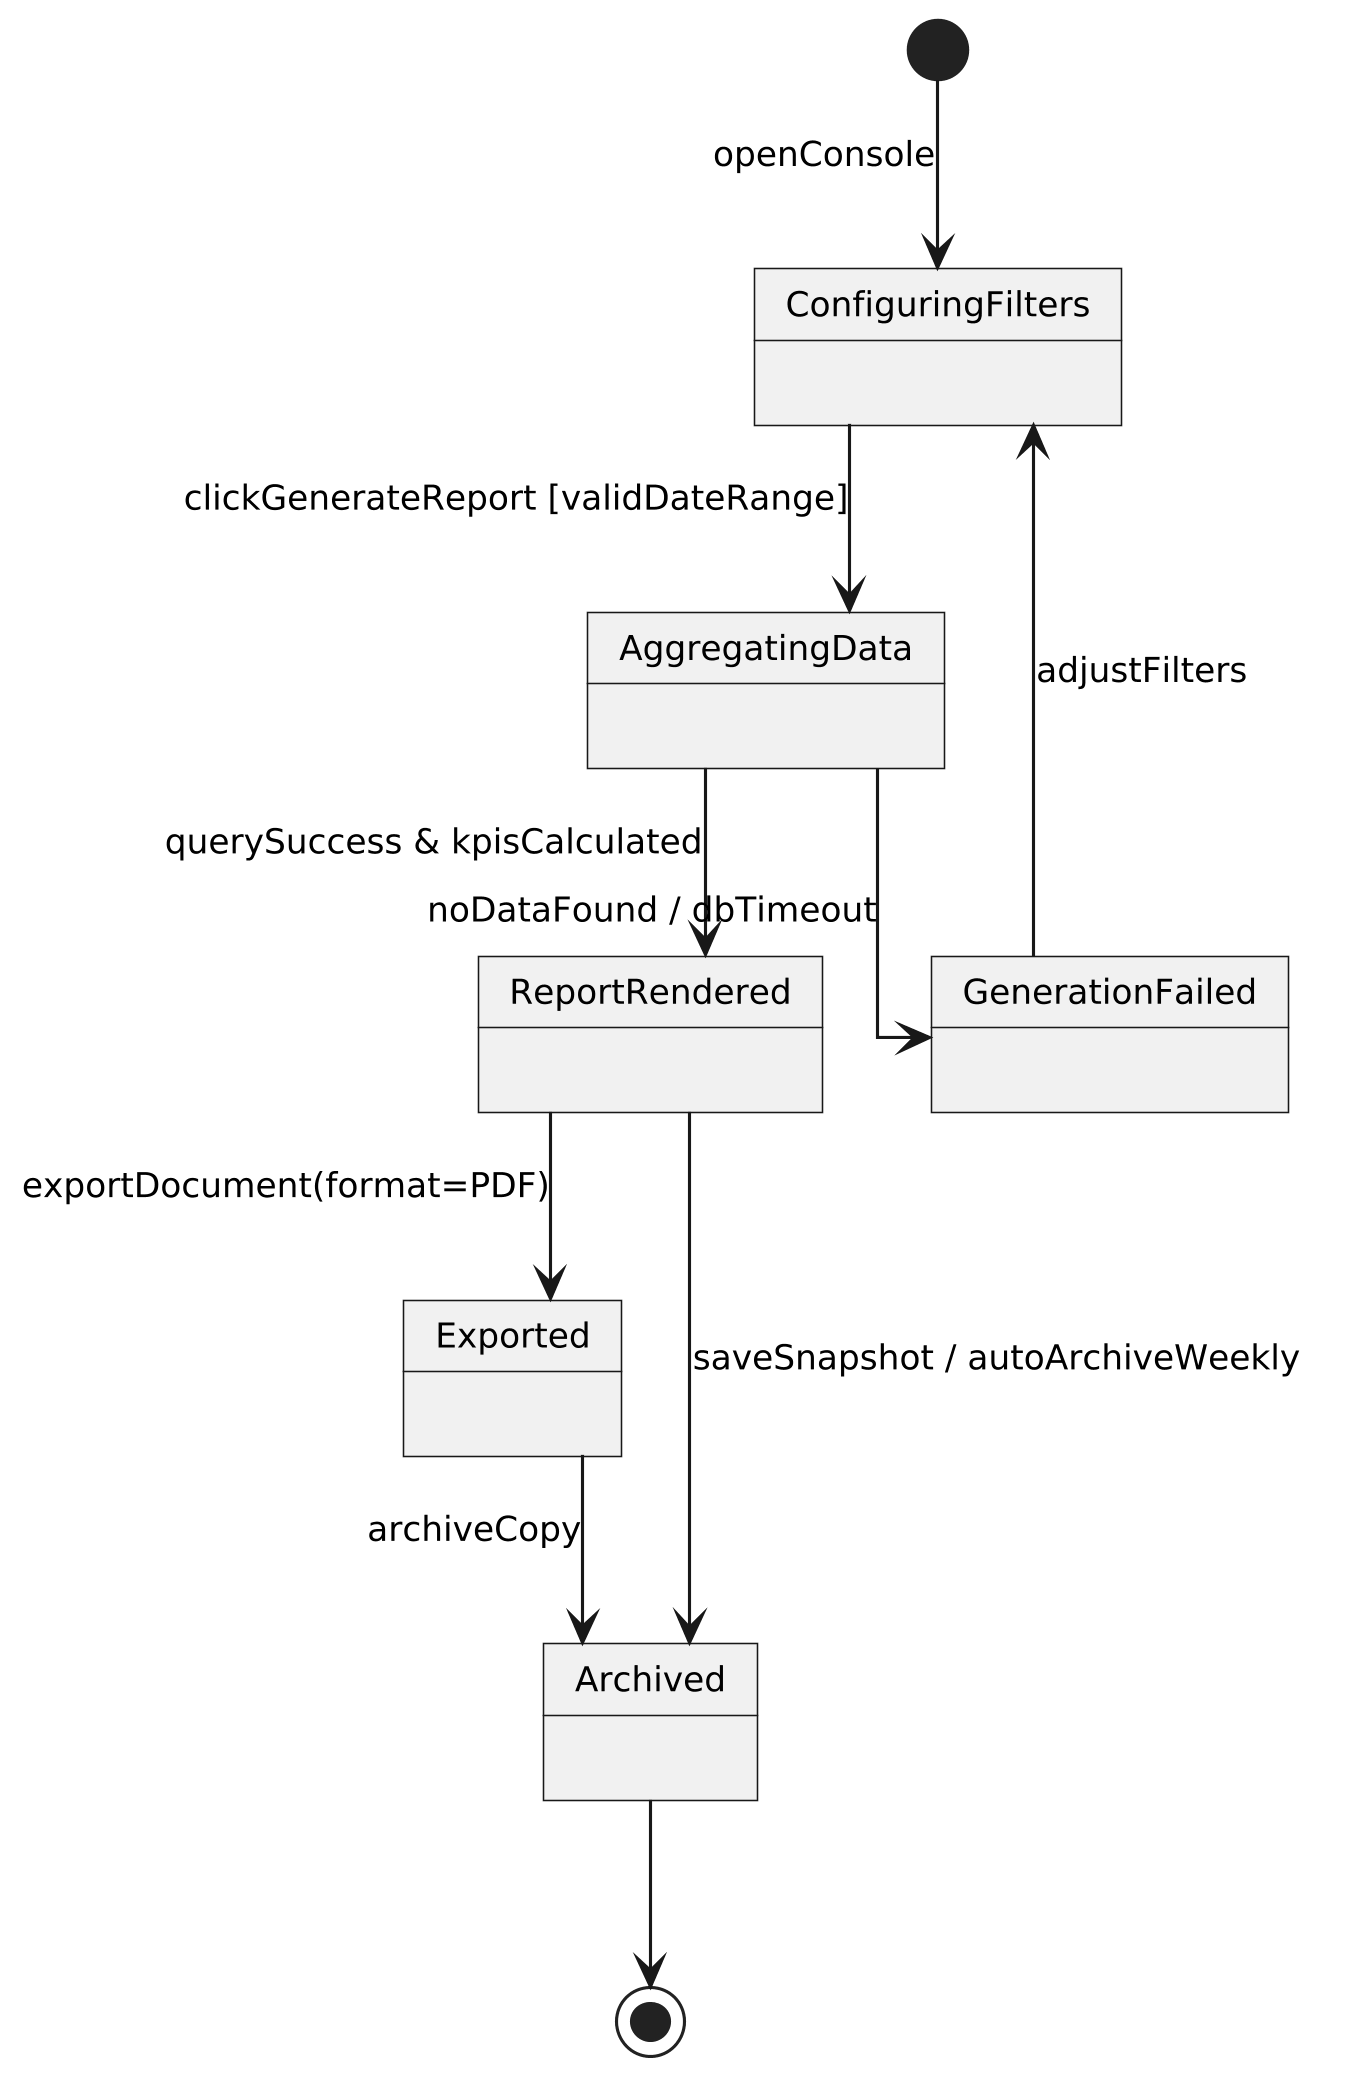 openConsole
ConfiguringFilters
clickGenerateReport [validDateRange]
AggregatingData
adjustFilters
querySuccess & kpisCalculated
noDataFound / dbTimeout
ReportRendered
GenerationFailed
exportDocument(format=PDF)
Exported
saveSnapshot / autoArchiveWeekly
archiveCopy
Archived